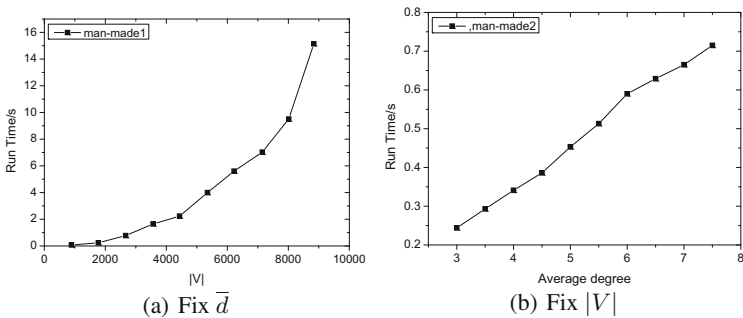 man-made1
16
14
12
10
8
6
4
2
0
Run Time/s
0 2000 4000 6000 8000 10000
|V|
(a) Fix d̅
,man-made2
0.8
0.7
0.6
0.5
0.4
0.3
0.2
Run Time/s
3 4 5 6 7 8
Average degree
(b) Fix |V|